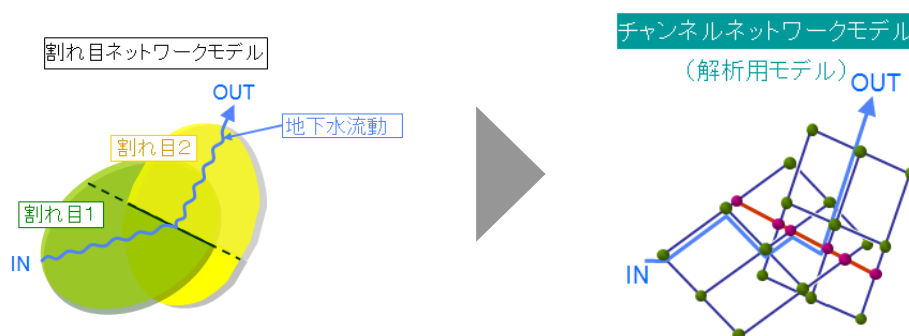 割れ目ネットワークモデル
OUT
地下水流動
割れ目2
割れ目1
IN
チャンネルネットワークモデル
(解析用モデル)
OUT
IN